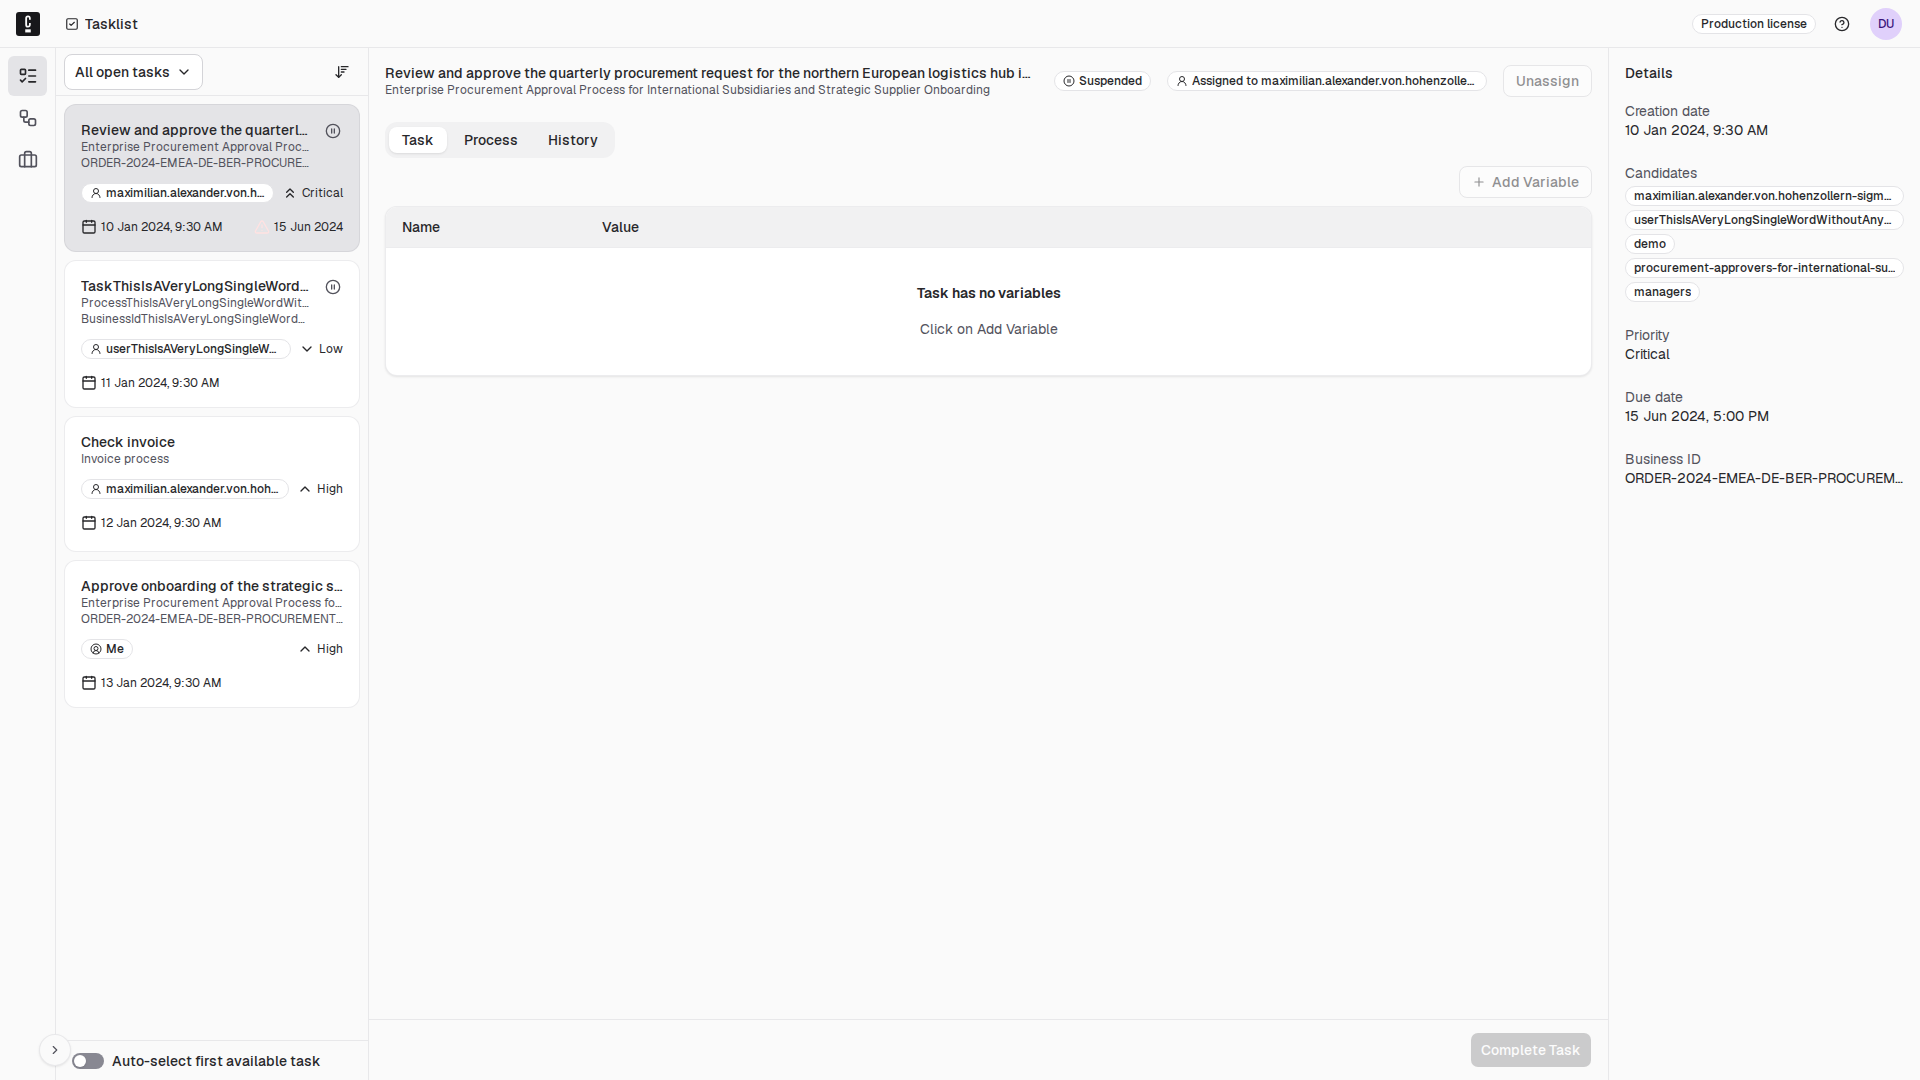 Tasklist
Production license
DU
All open tasks
Review and approve the quarterl...
Enterprise Procurement Approval Proc...
ORDER-2024-EMEA-DE-BER-PROCURE...
maximilian.alexander.von.h...
Critical
10 Jan 2024, 9:30 AM
15 Jun 2024
TaskThisIsAVeryLongSingleWord...
ProcessThisIsAVeryLongSingleWordWit...
BusinessIdThisIsAVeryLongSingleWord...
userThisIsAVeryLongSingleW...
Low
11 Jan 2024, 9:30 AM
Check invoice
Invoice process
maximilian.alexander.von.hoh...
High
12 Jan 2024, 9:30 AM
Approve onboarding of the strategic s...
Enterprise Procurement Approval Process fo...
ORDER-2024-EMEA-DE-BER-PROCUREMENT...
Me
High
13 Jan 2024, 9:30 AM
Auto-select first available task
Review and approve the quarterly procurement request for the northern European logistics hub i...
Enterprise Procurement Approval Process for International Subsidiaries and Strategic Supplier Onboarding
Suspended
Assigned to maximilian.alexander.von.hohenzolle...
Unassign
Task
Process
History
Add Variable
Name
Value
Task has no variables
Click on Add Variable
Complete Task
Details
Creation date
10 Jan 2024, 9:30 AM
Candidates
maximilian.alexander.von.hohenzollern-sigm...
userThisIsAVeryLongSingleWordWithoutAny...
demo
procurement-approvers-for-international-su...
managers
Priority
Critical
Due date
15 Jun 2024, 5:00 PM
Business ID
ORDER-2024-EMEA-DE-BER-PROCUREM...